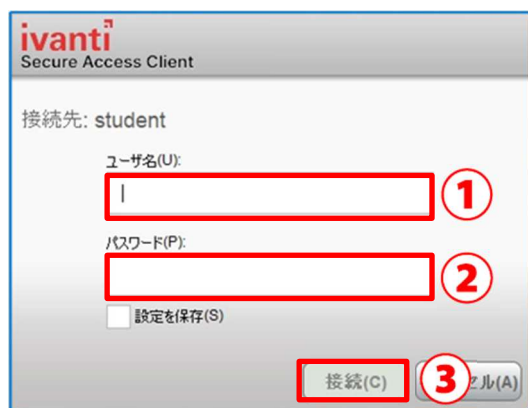 ivanti
Secure Access Client
接続先: student
ユーザ名(U):
1
パスワード(P):
2
設定を保存(S)
接続(C) 3 セル(A)